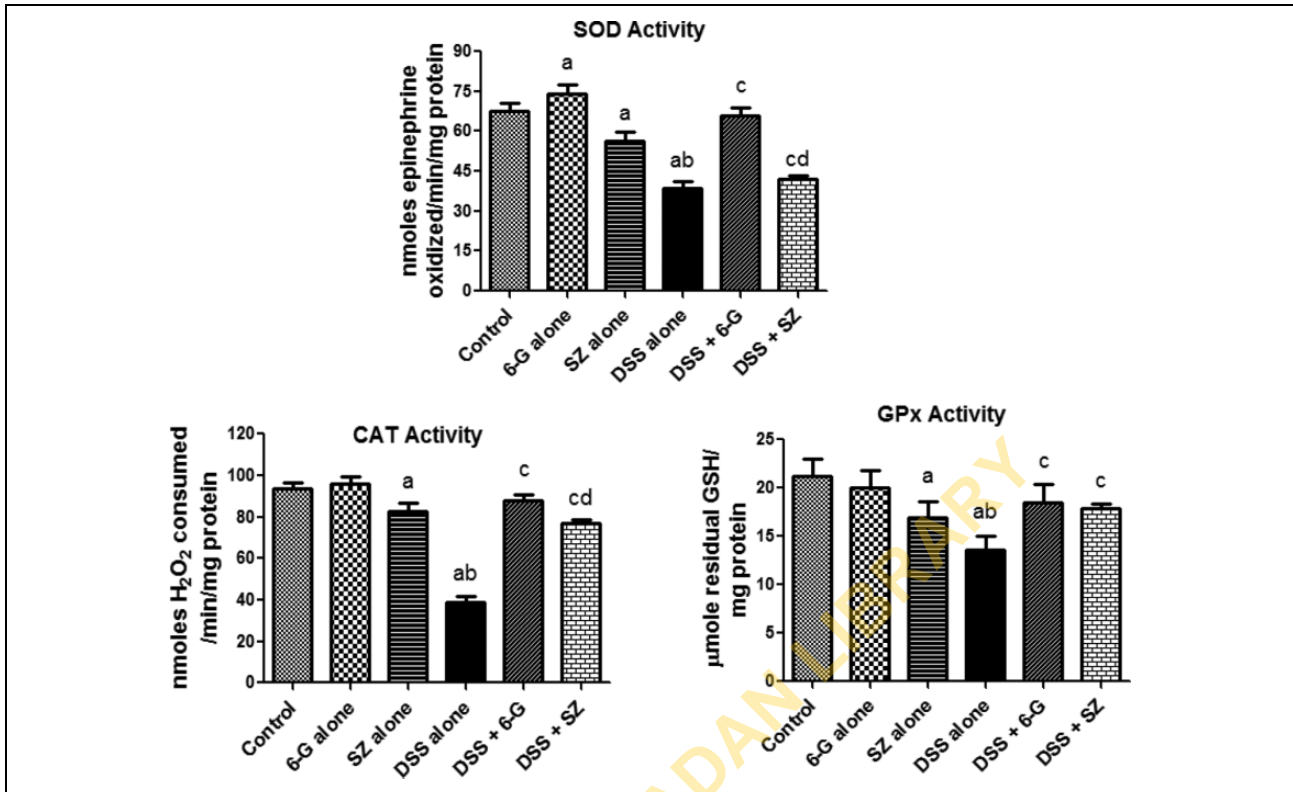 SOD Activity
nmoles epinephrine
oxidized/min/mg protein
90
75
60
45
30
15
0
a
a
ab
c
cd
Control
6-G alone
SZ alone
DSS alone
DSS + 6-G
DSS + SZ
CAT Activity
nmoles H₂O₂ consumed
/min/mg protein
120
100
80
60
40
20
0
a
ab
c
cd
Control
6-G alone
SZ alone
DSS alone
DSS + 6-G
DSS + SZ
GPx Activity
µmole residual GSH/
mg protein
25
20
15
10
5
0
a
ab
c
c
Control
6-G alone
SZ alone
DSS alone
DSS + 6-G
DSS + SZ
ADAN LIBRARY